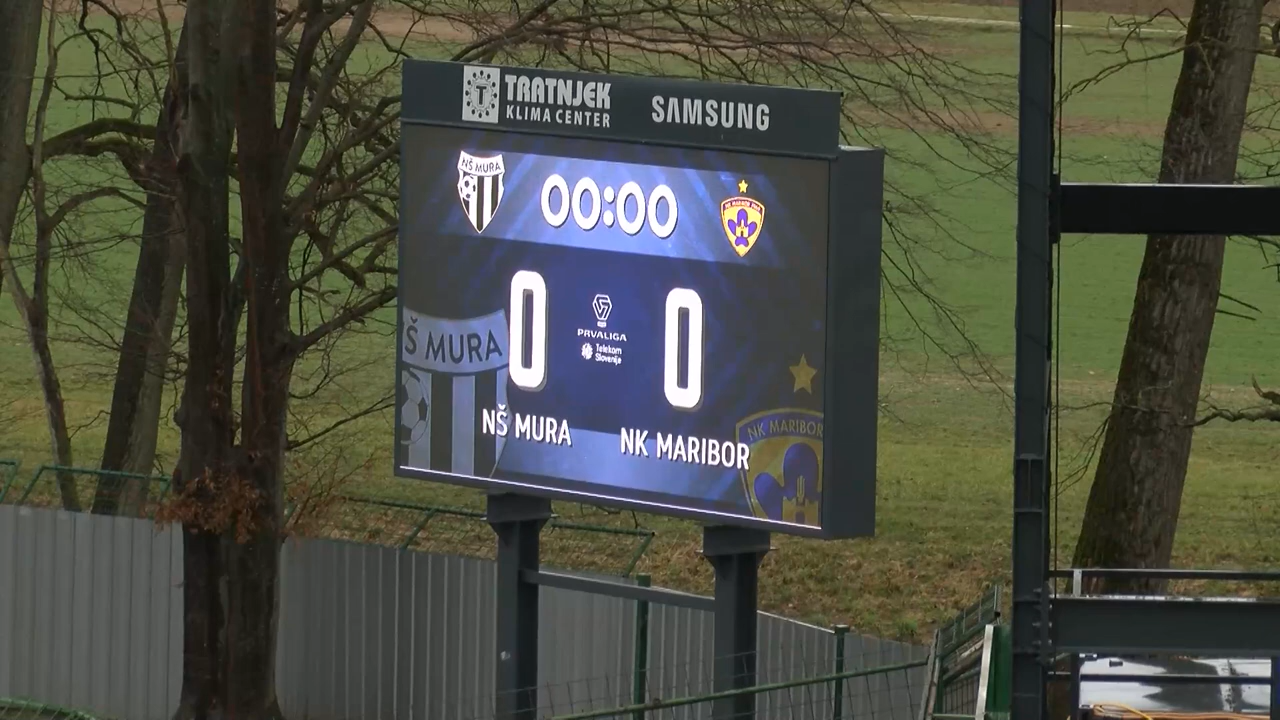 TRATNJEK
KLIMA CENTER
SAMSUNG
NŠ MURA
00:00
0
0
PRVALIGA
Telekom
Slovenije
Š MURA
NŠ MURA
NK MARIBOR
NK MARIBOR